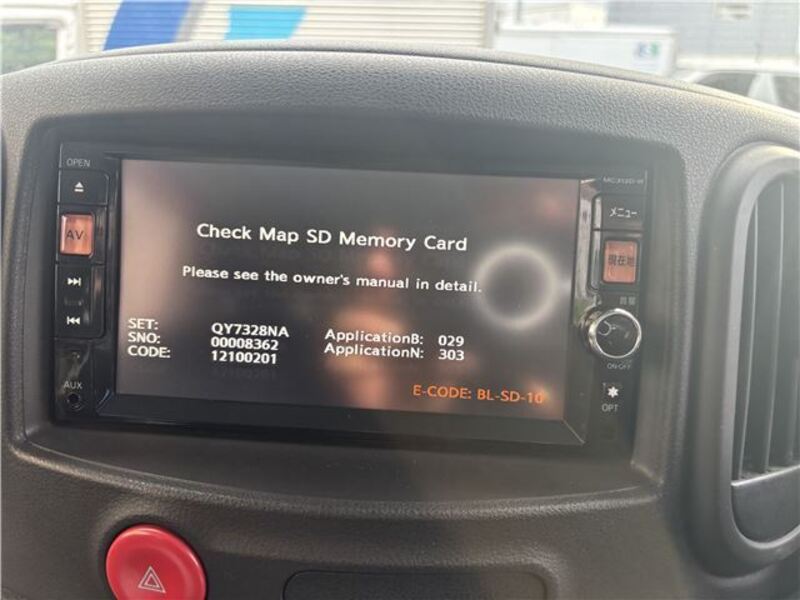 OPEN
AV
AUX
Check Map SD Memory Card
Please see the owner's manual in detail.
SET: QY7328NA ApplicationB: 029
SNO: 00008362 ApplicationN: 303
CODE: 12100201
E-CODE: BL-SD-10
メニュー
現在地
音量
ON·OFF
OPT